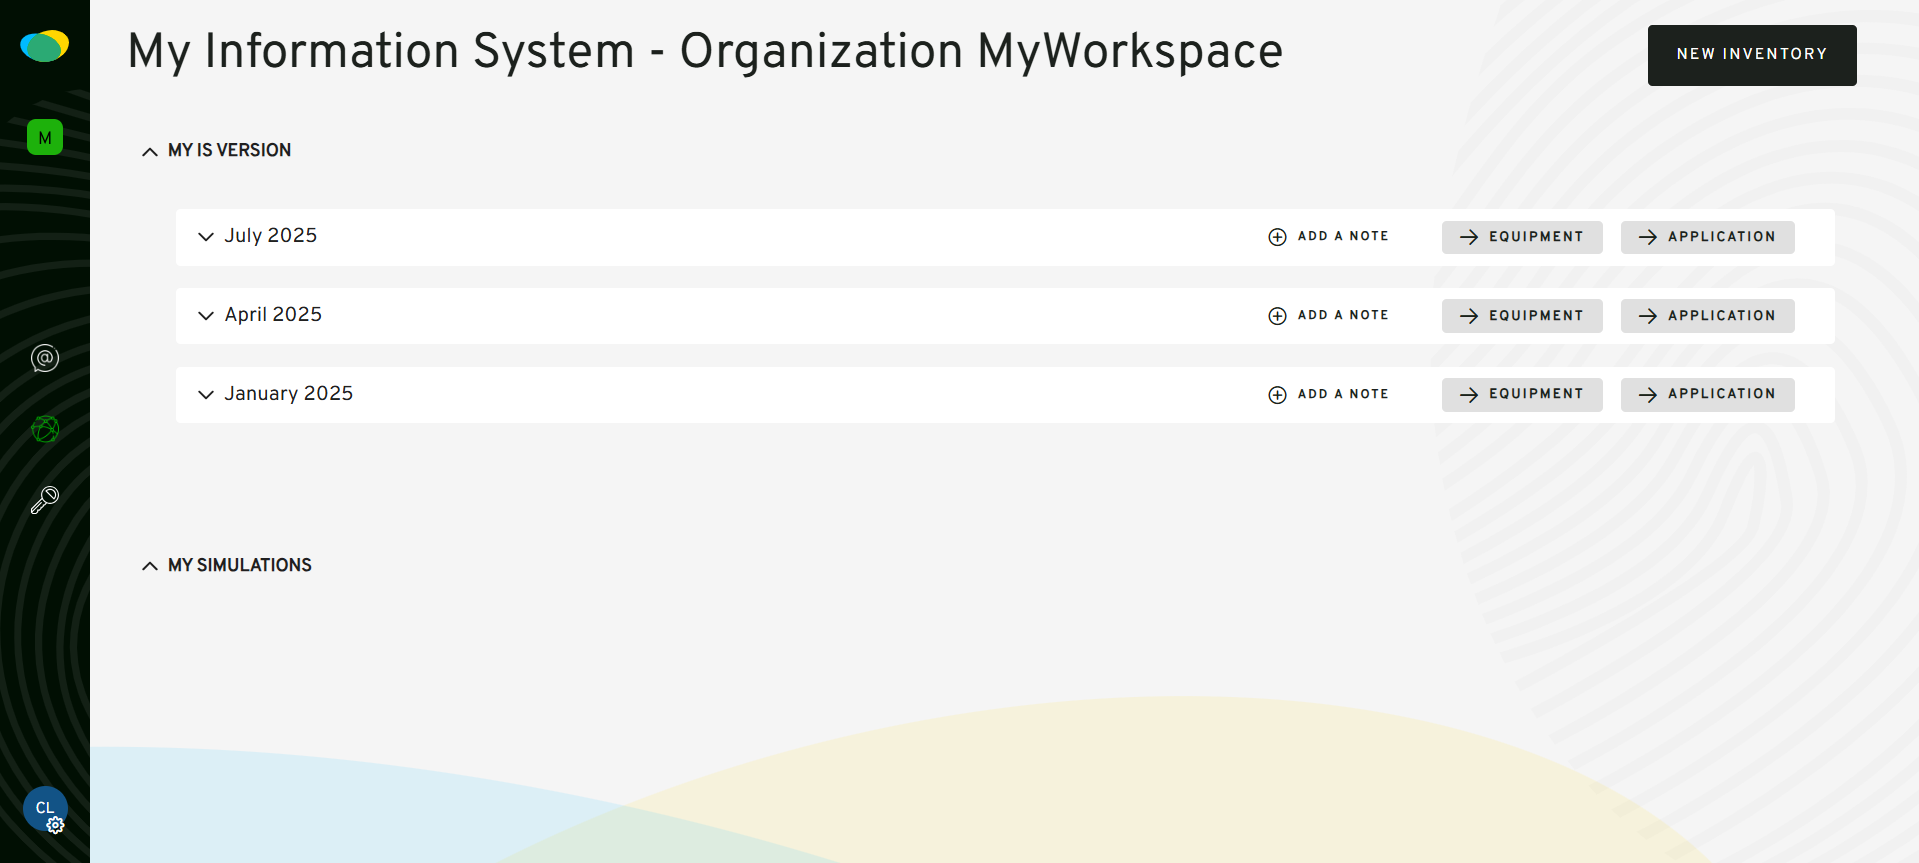 My Information System - Organization MyWorkspace
NEW INVENTORY
M
MY IS VERSION
July 2025 ADD A NOTE EQUIPMENT APPLICATION
April 2025 ADD A NOTE EQUIPMENT APPLICATION
January 2025 ADD A NOTE EQUIPMENT APPLICATION
MY SIMULATIONS
CL